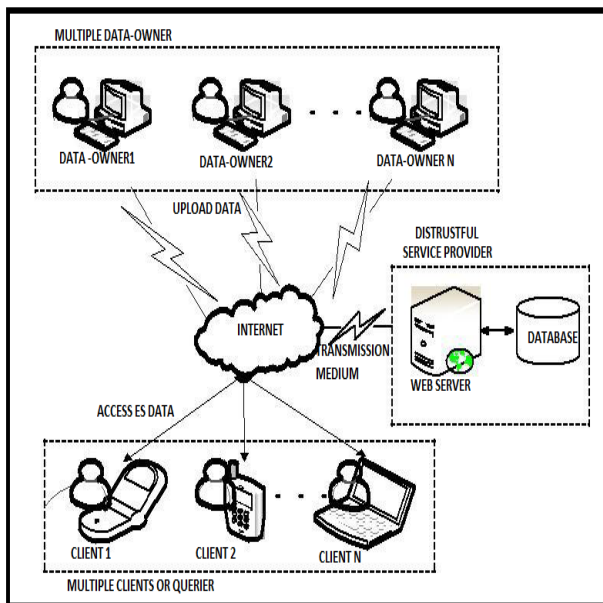 MULTIPLE DATA-OWNER
DATA -OWNER1
DATA-OWNER2
DATA-OWNER N
UPLOAD DATA
DISTRUSTFUL
SERVICE PROVIDER
INTERNET
TRANSMISSION
MEDIUM
WEB SERVER
DATABASE
ACCESS ES DATA
CLIENT 1
CLIENT 2
CLIENT N
MULTIPLE CLIENTS OR QUERIER